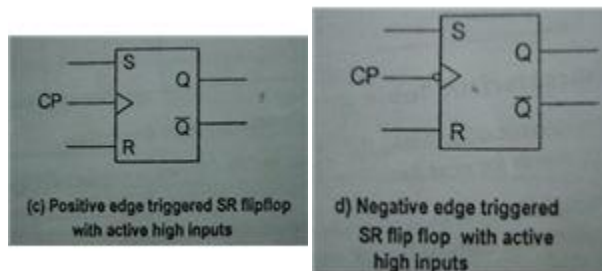 S
Q
CP
Q̅
R
(c) Positive edge triggered SR flipflop
with active high inputs
S
Q
CP
Q̅
R
d) Negative edge triggered
SR flip flop with active
high inputs